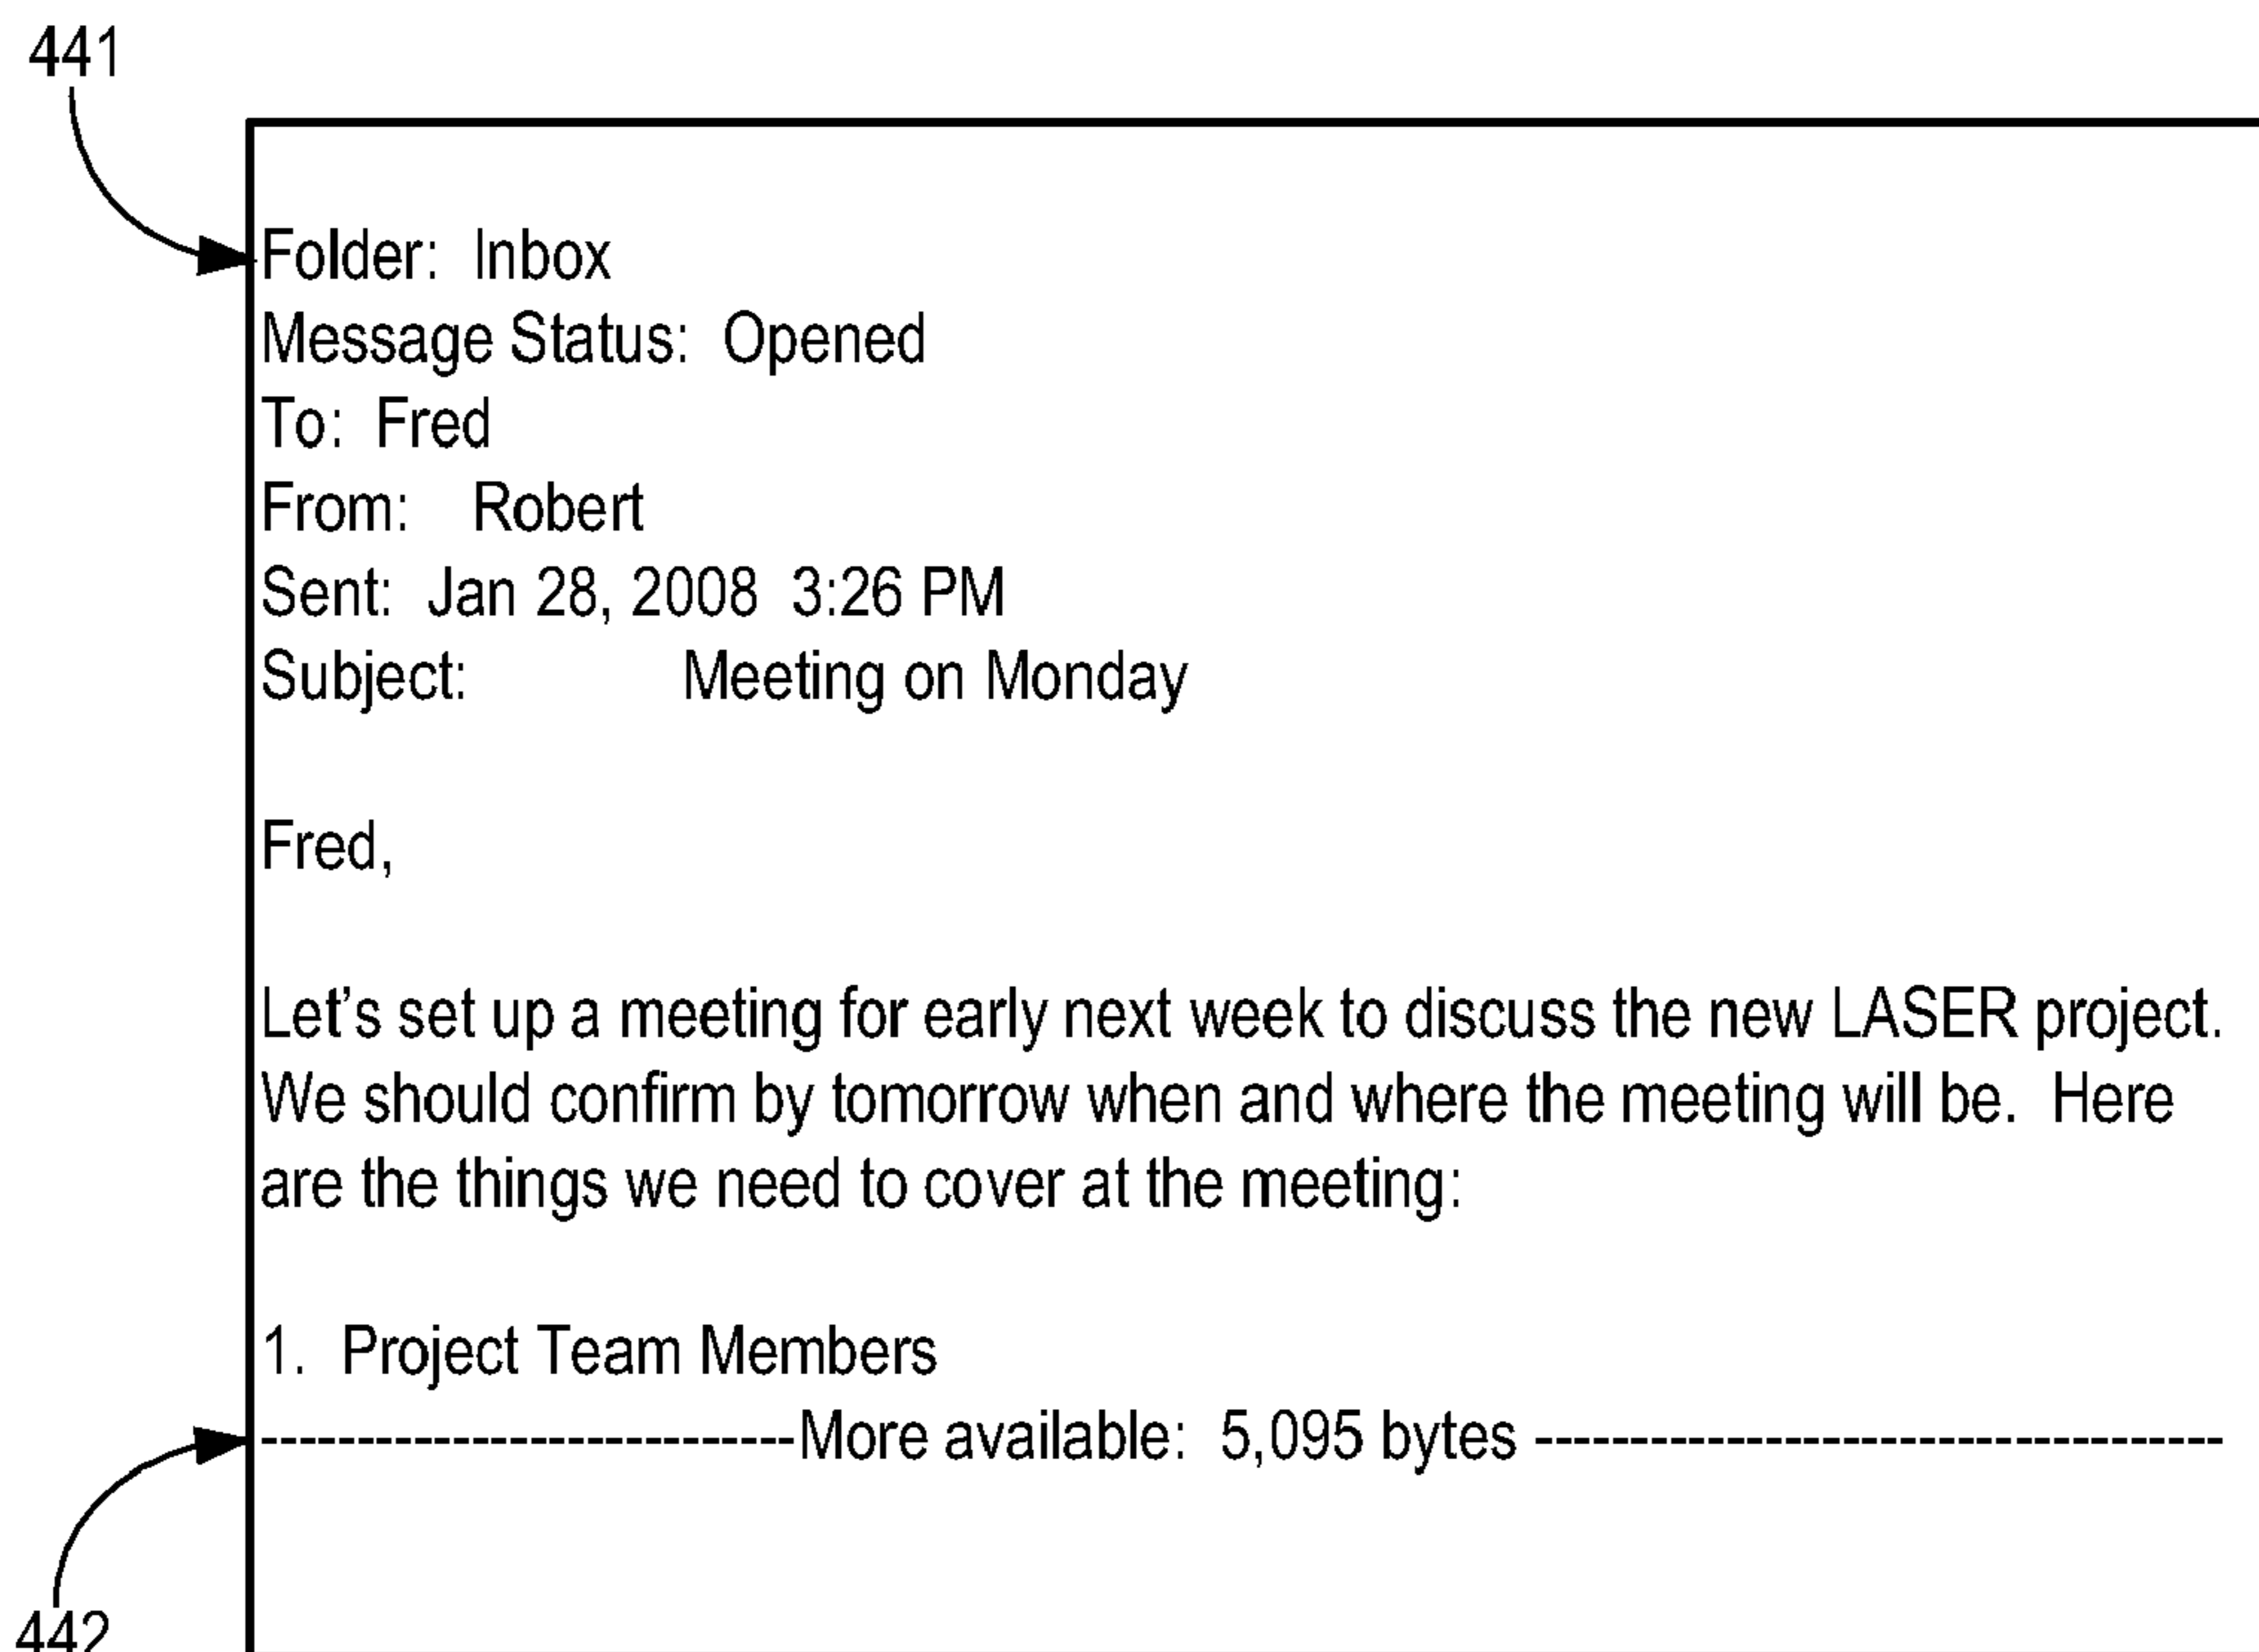 441
Folder: Inbox
Message Status: Opened
To: Fred
From: Robert
Sent: Jan 28, 2008 3:26 PM
Subject: Meeting on Monday
Fred,
Let's set up a meeting for early next week to discuss the new LASER project.
We should confirm by tomorrow when and where the meeting will be. Here
are the things we need to cover at the meeting:
1. Project Team Members
----------------------------More available: 5,095 bytes ------------------------------------
442